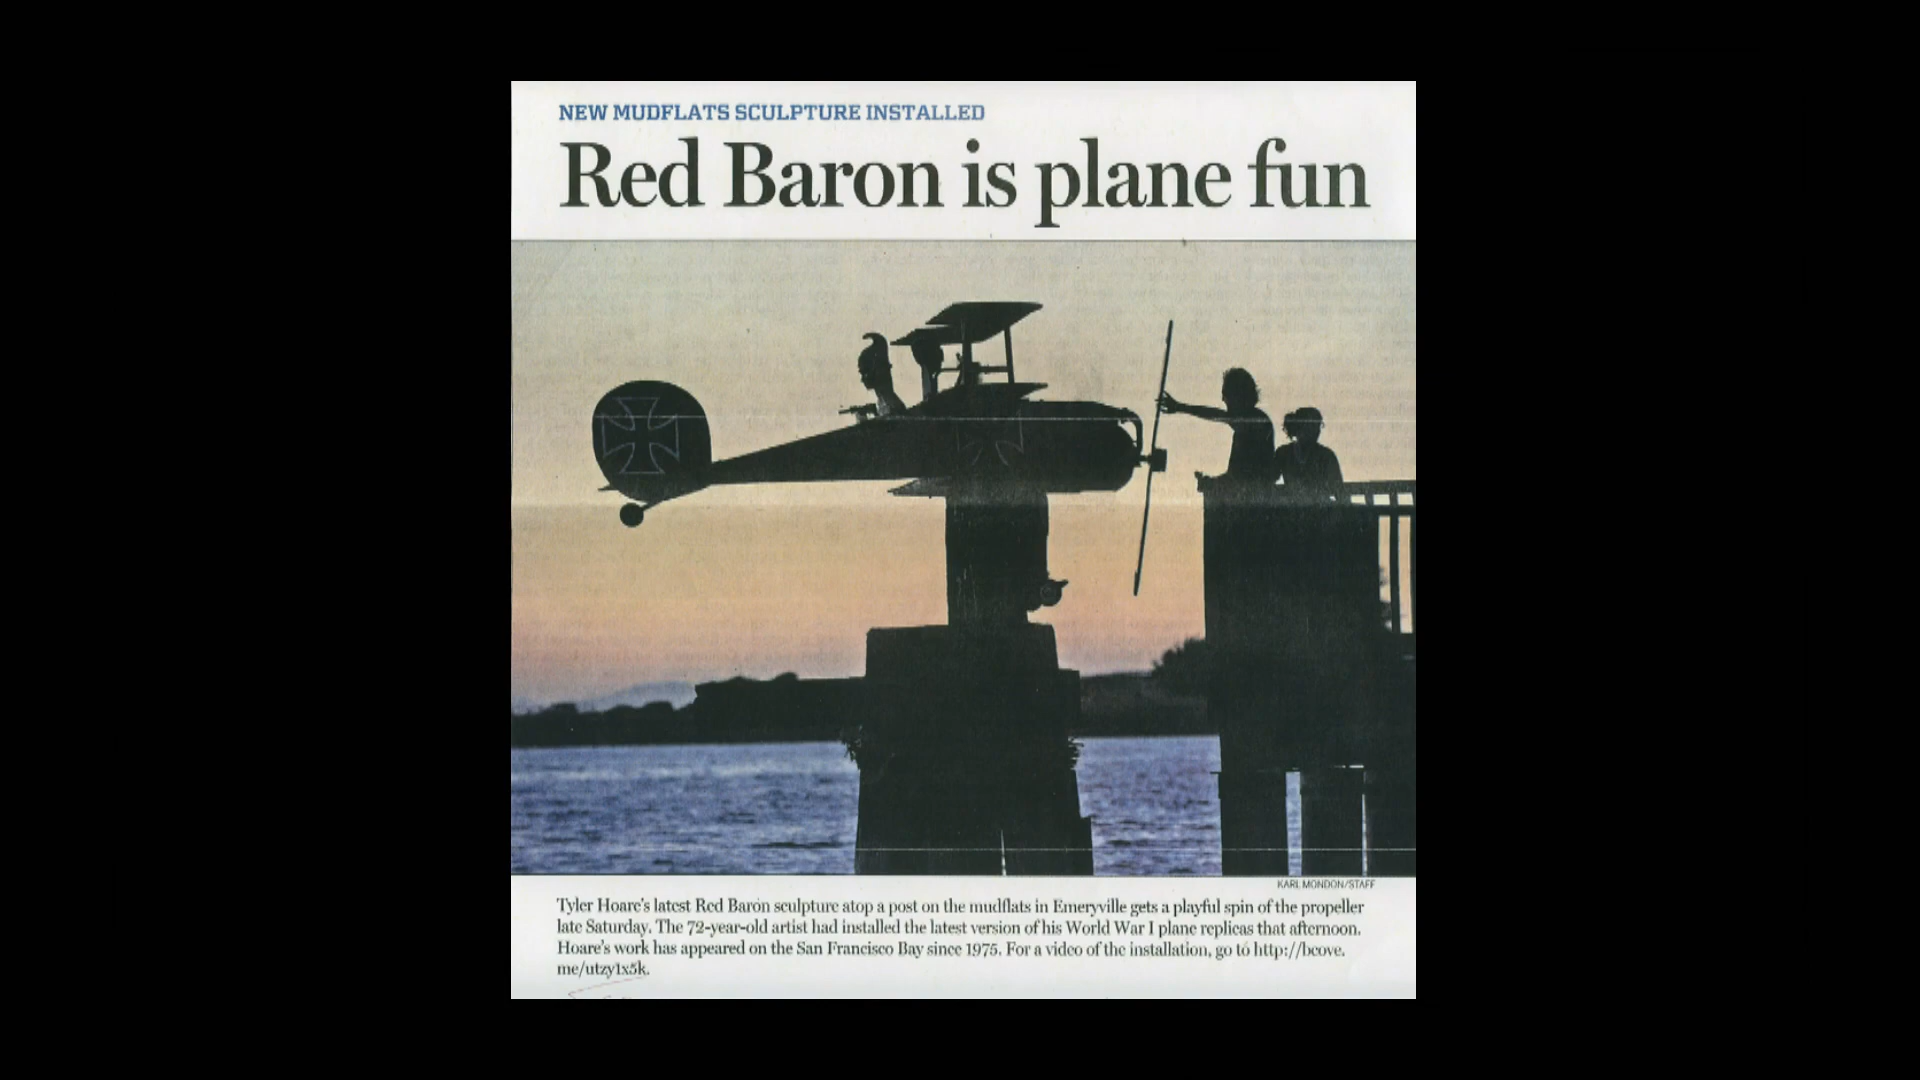 NEW MUDFLATS SCULPTURE INSTALLED
Red Baron is plane fun
KARL MONDON/STAFF
Tyler Hoare's latest Red Baron sculpture atop a post on the mudflats in Emeryville gets a playful spin of the propeller
late Saturday. The 72-year-old artist had installed the latest version of his World War I plane replicas that afternoon.
Hoare's work has appeared on the San Francisco Bay since 1975. For a video of the installation, go to http://bcove.
me/utzy1x5k.